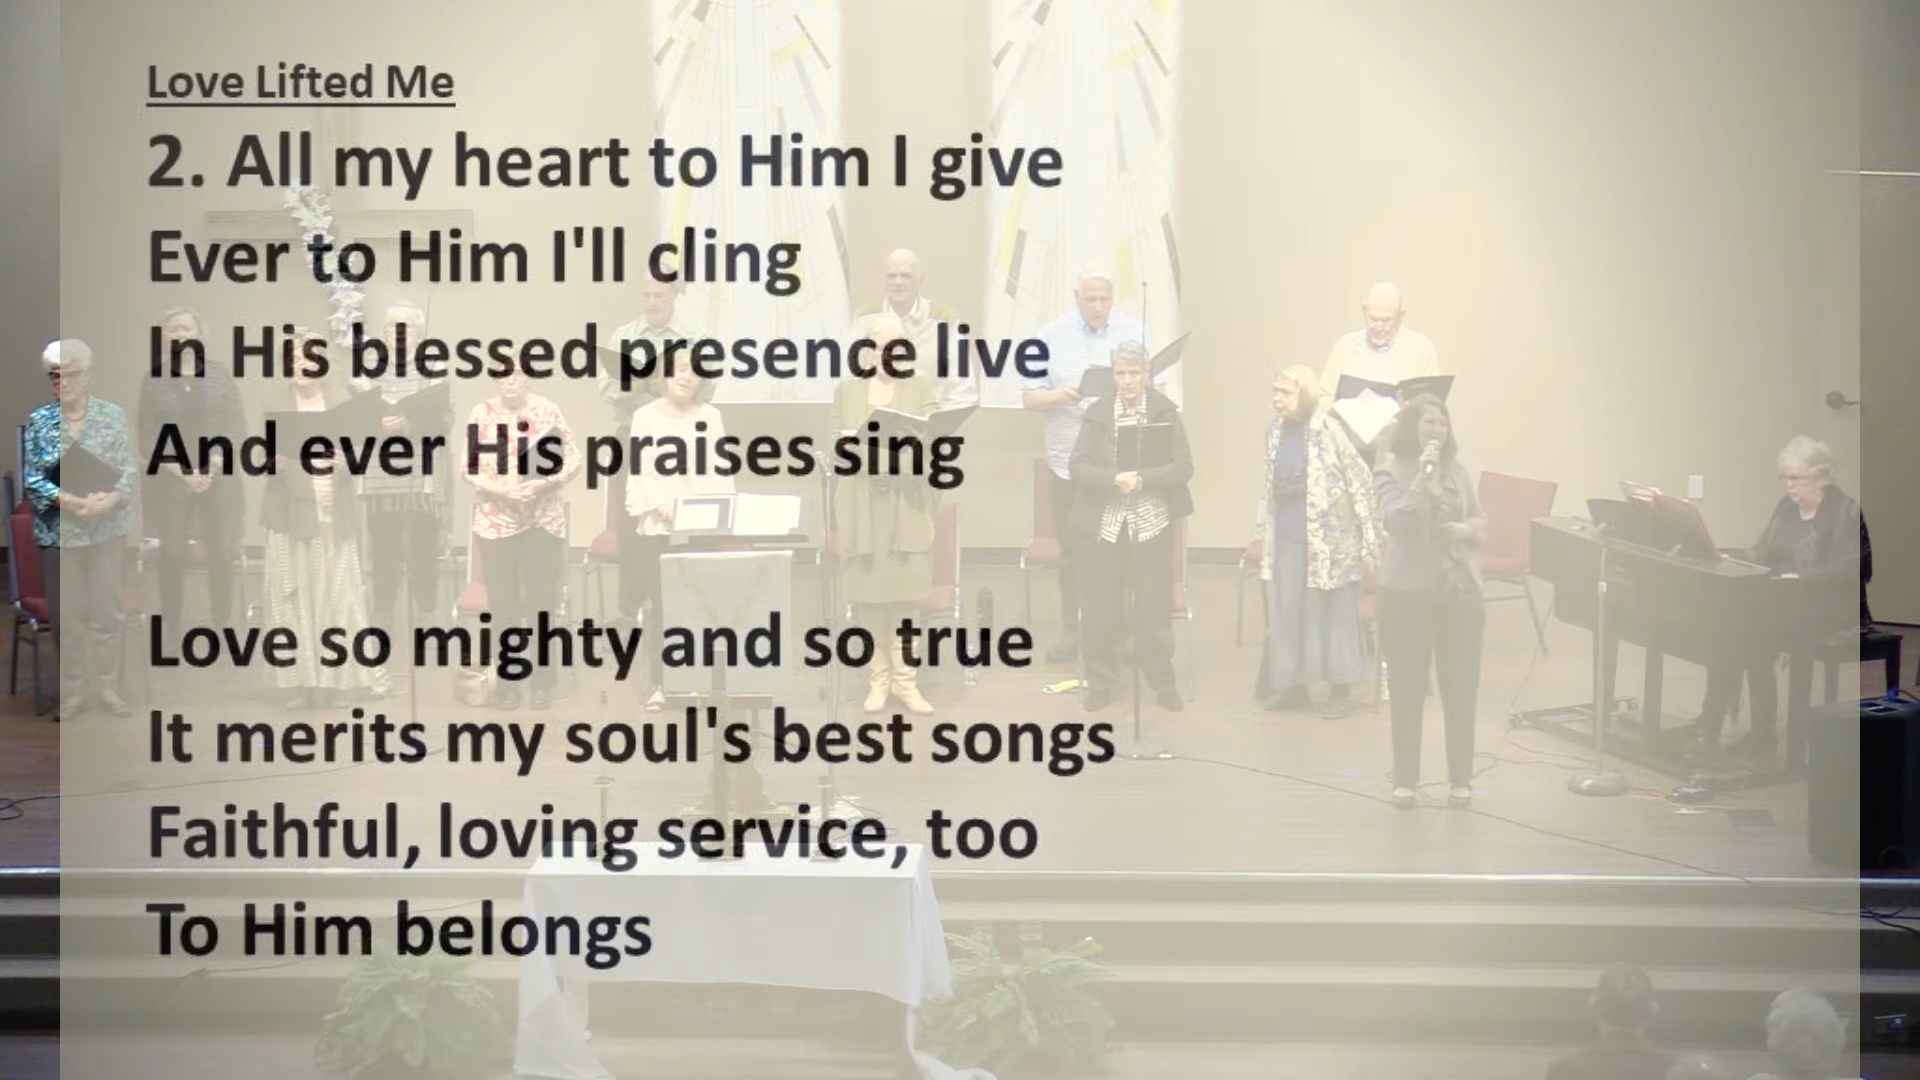 Love Lifted Me
2. All my heart to Him I give
Ever to Him I'll cling
In His blessed presence live
And ever His praises sing
Love so mighty and so true
It merits my soul's best songs
Faithful, loving service, too
To Him belongs